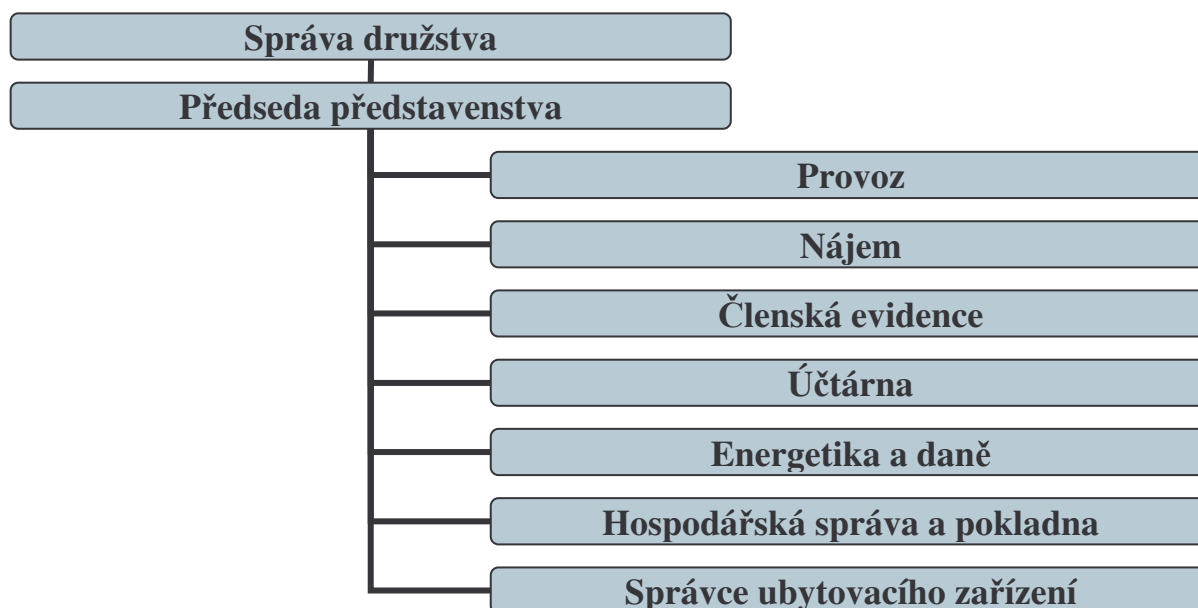 Správa družstva
Předseda představenstva
Provoz
Nájem
Členská evidence
Účtárna
Energetika a daně
Hospodářská správa a pokladna
Správce ubytovacího zařízení